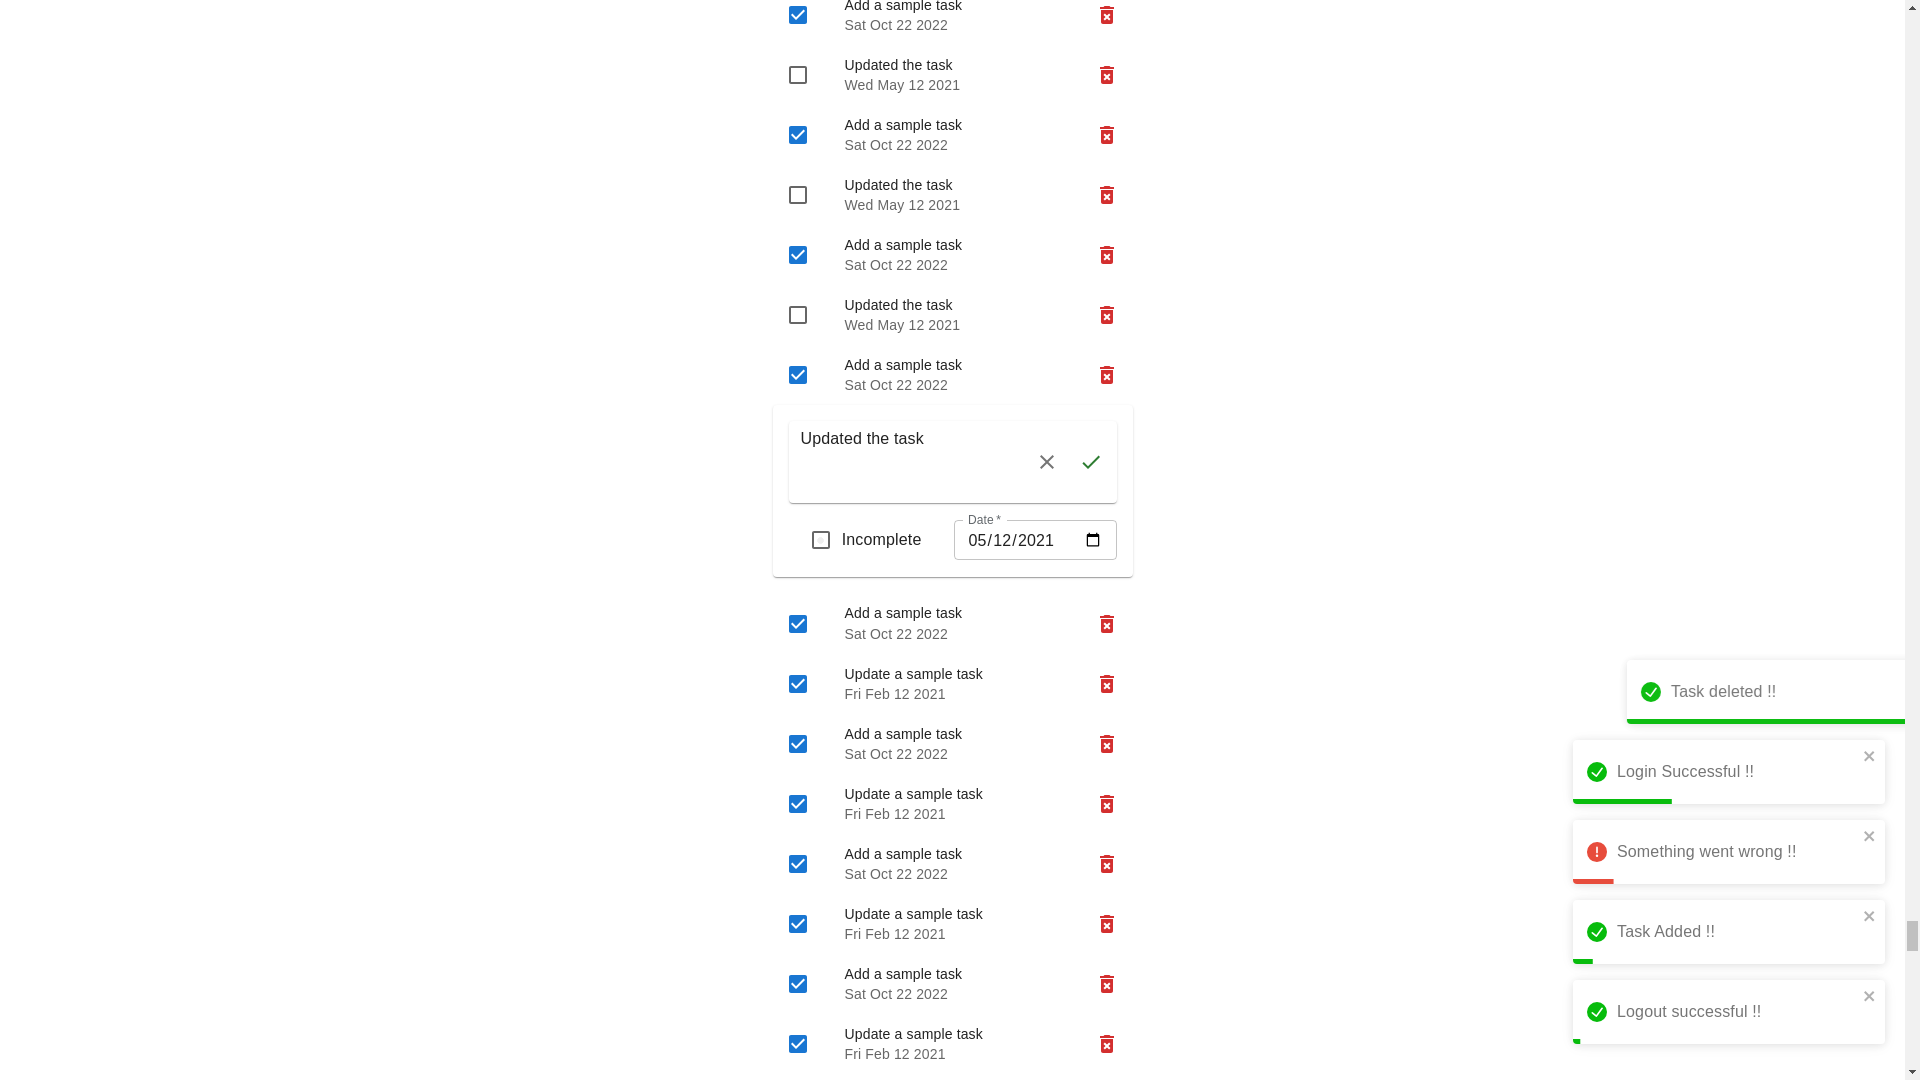 Add a sample task
Sat Oct 22 2022
Updated the task
Wed May 12 2021
Add a sample task
Sat Oct 22 2022
Updated the task
Wed May 12 2021
Add a sample task
Sat Oct 22 2022
Updated the task
Wed May 12 2021
Add a sample task
Sat Oct 22 2022
Updated the task
Date *
Incomplete
05/12/2021
Add a sample task
Sat Oct 22 2022
Update a sample task
Fri Feb 12 2021
Add a sample task
Sat Oct 22 2022
Update a sample task
Fri Feb 12 2021
Add a sample task
Sat Oct 22 2022
Update a sample task
Fri Feb 12 2021
Add a sample task
Sat Oct 22 2022
Update a sample task
Fri Feb 12 2021
Task deleted !!
Login Successful !!
Something went wrong !!
Task Added !!
Logout successful !!